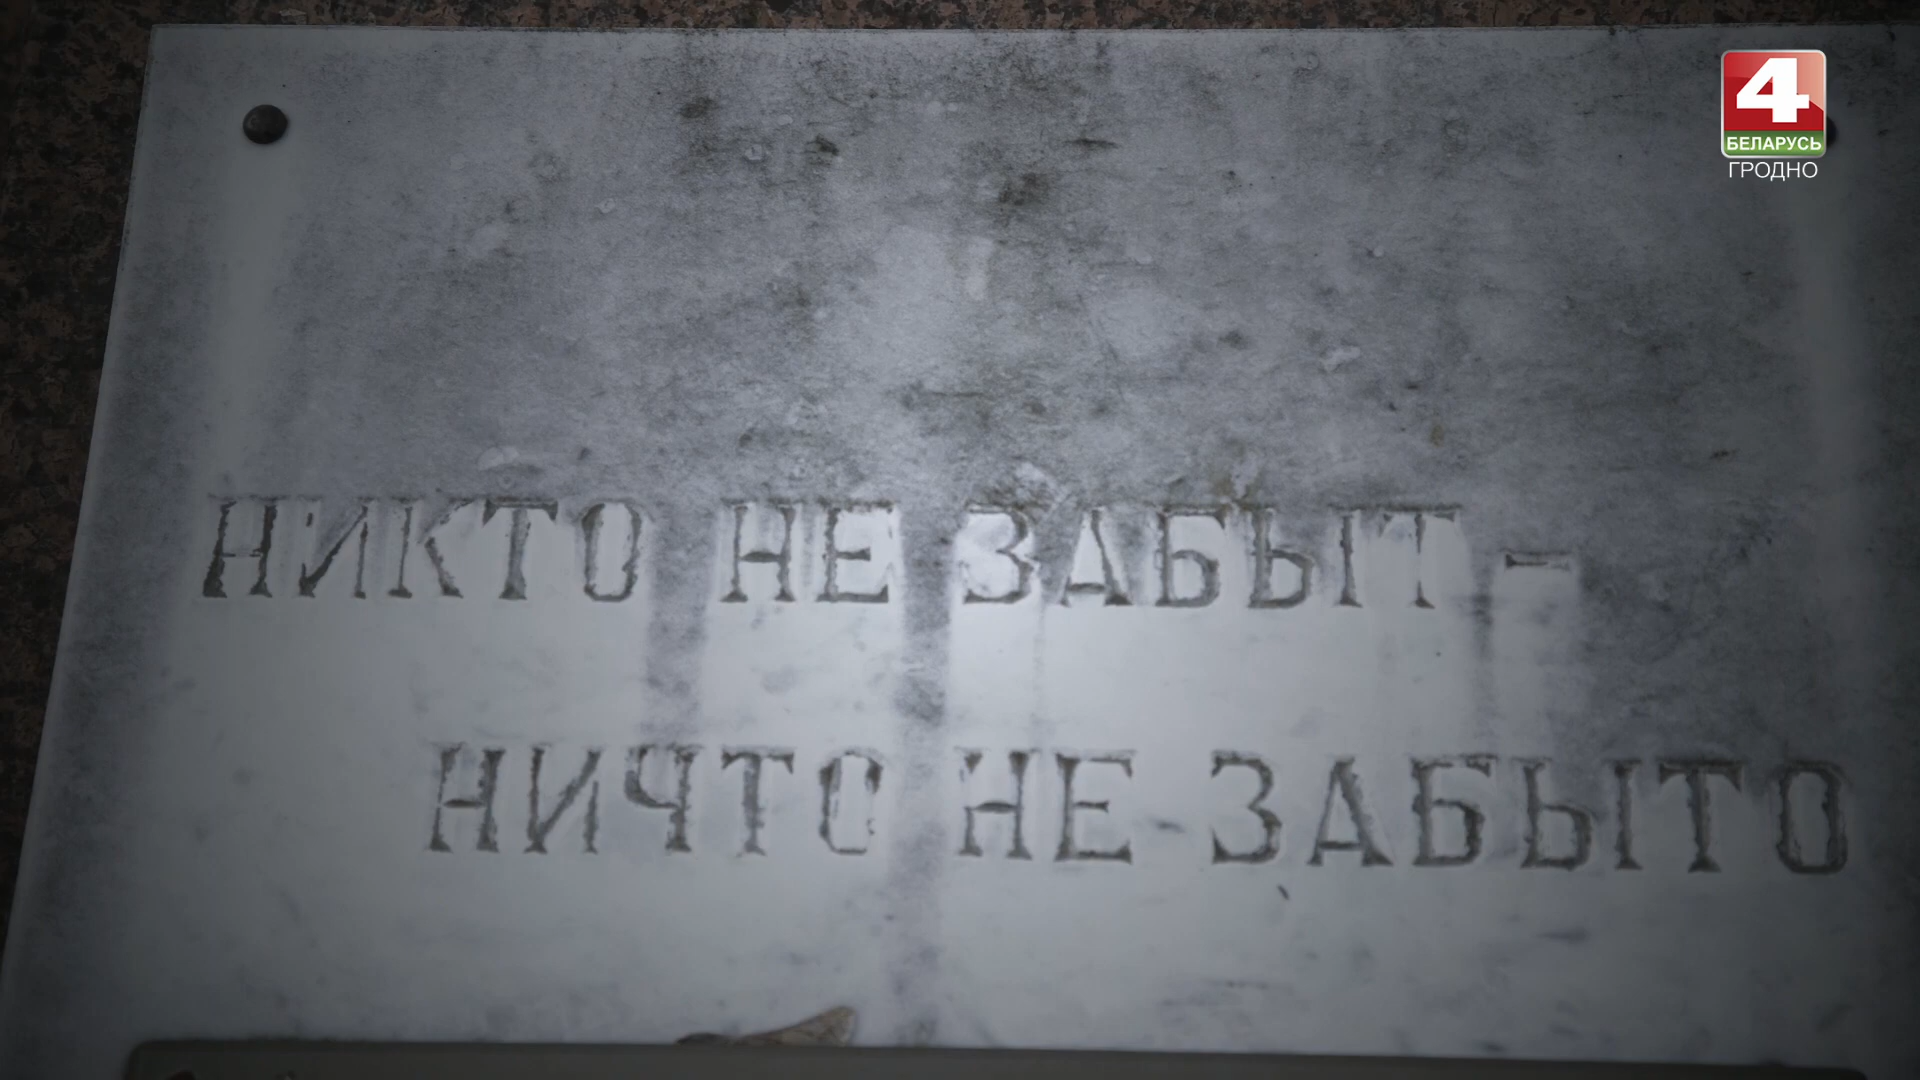 4
БЕЛАРУСЬ
ГРОДНО
НИКТО НЕ ЗАБЫТ -
НИЧТО НЕ ЗАБЫТО